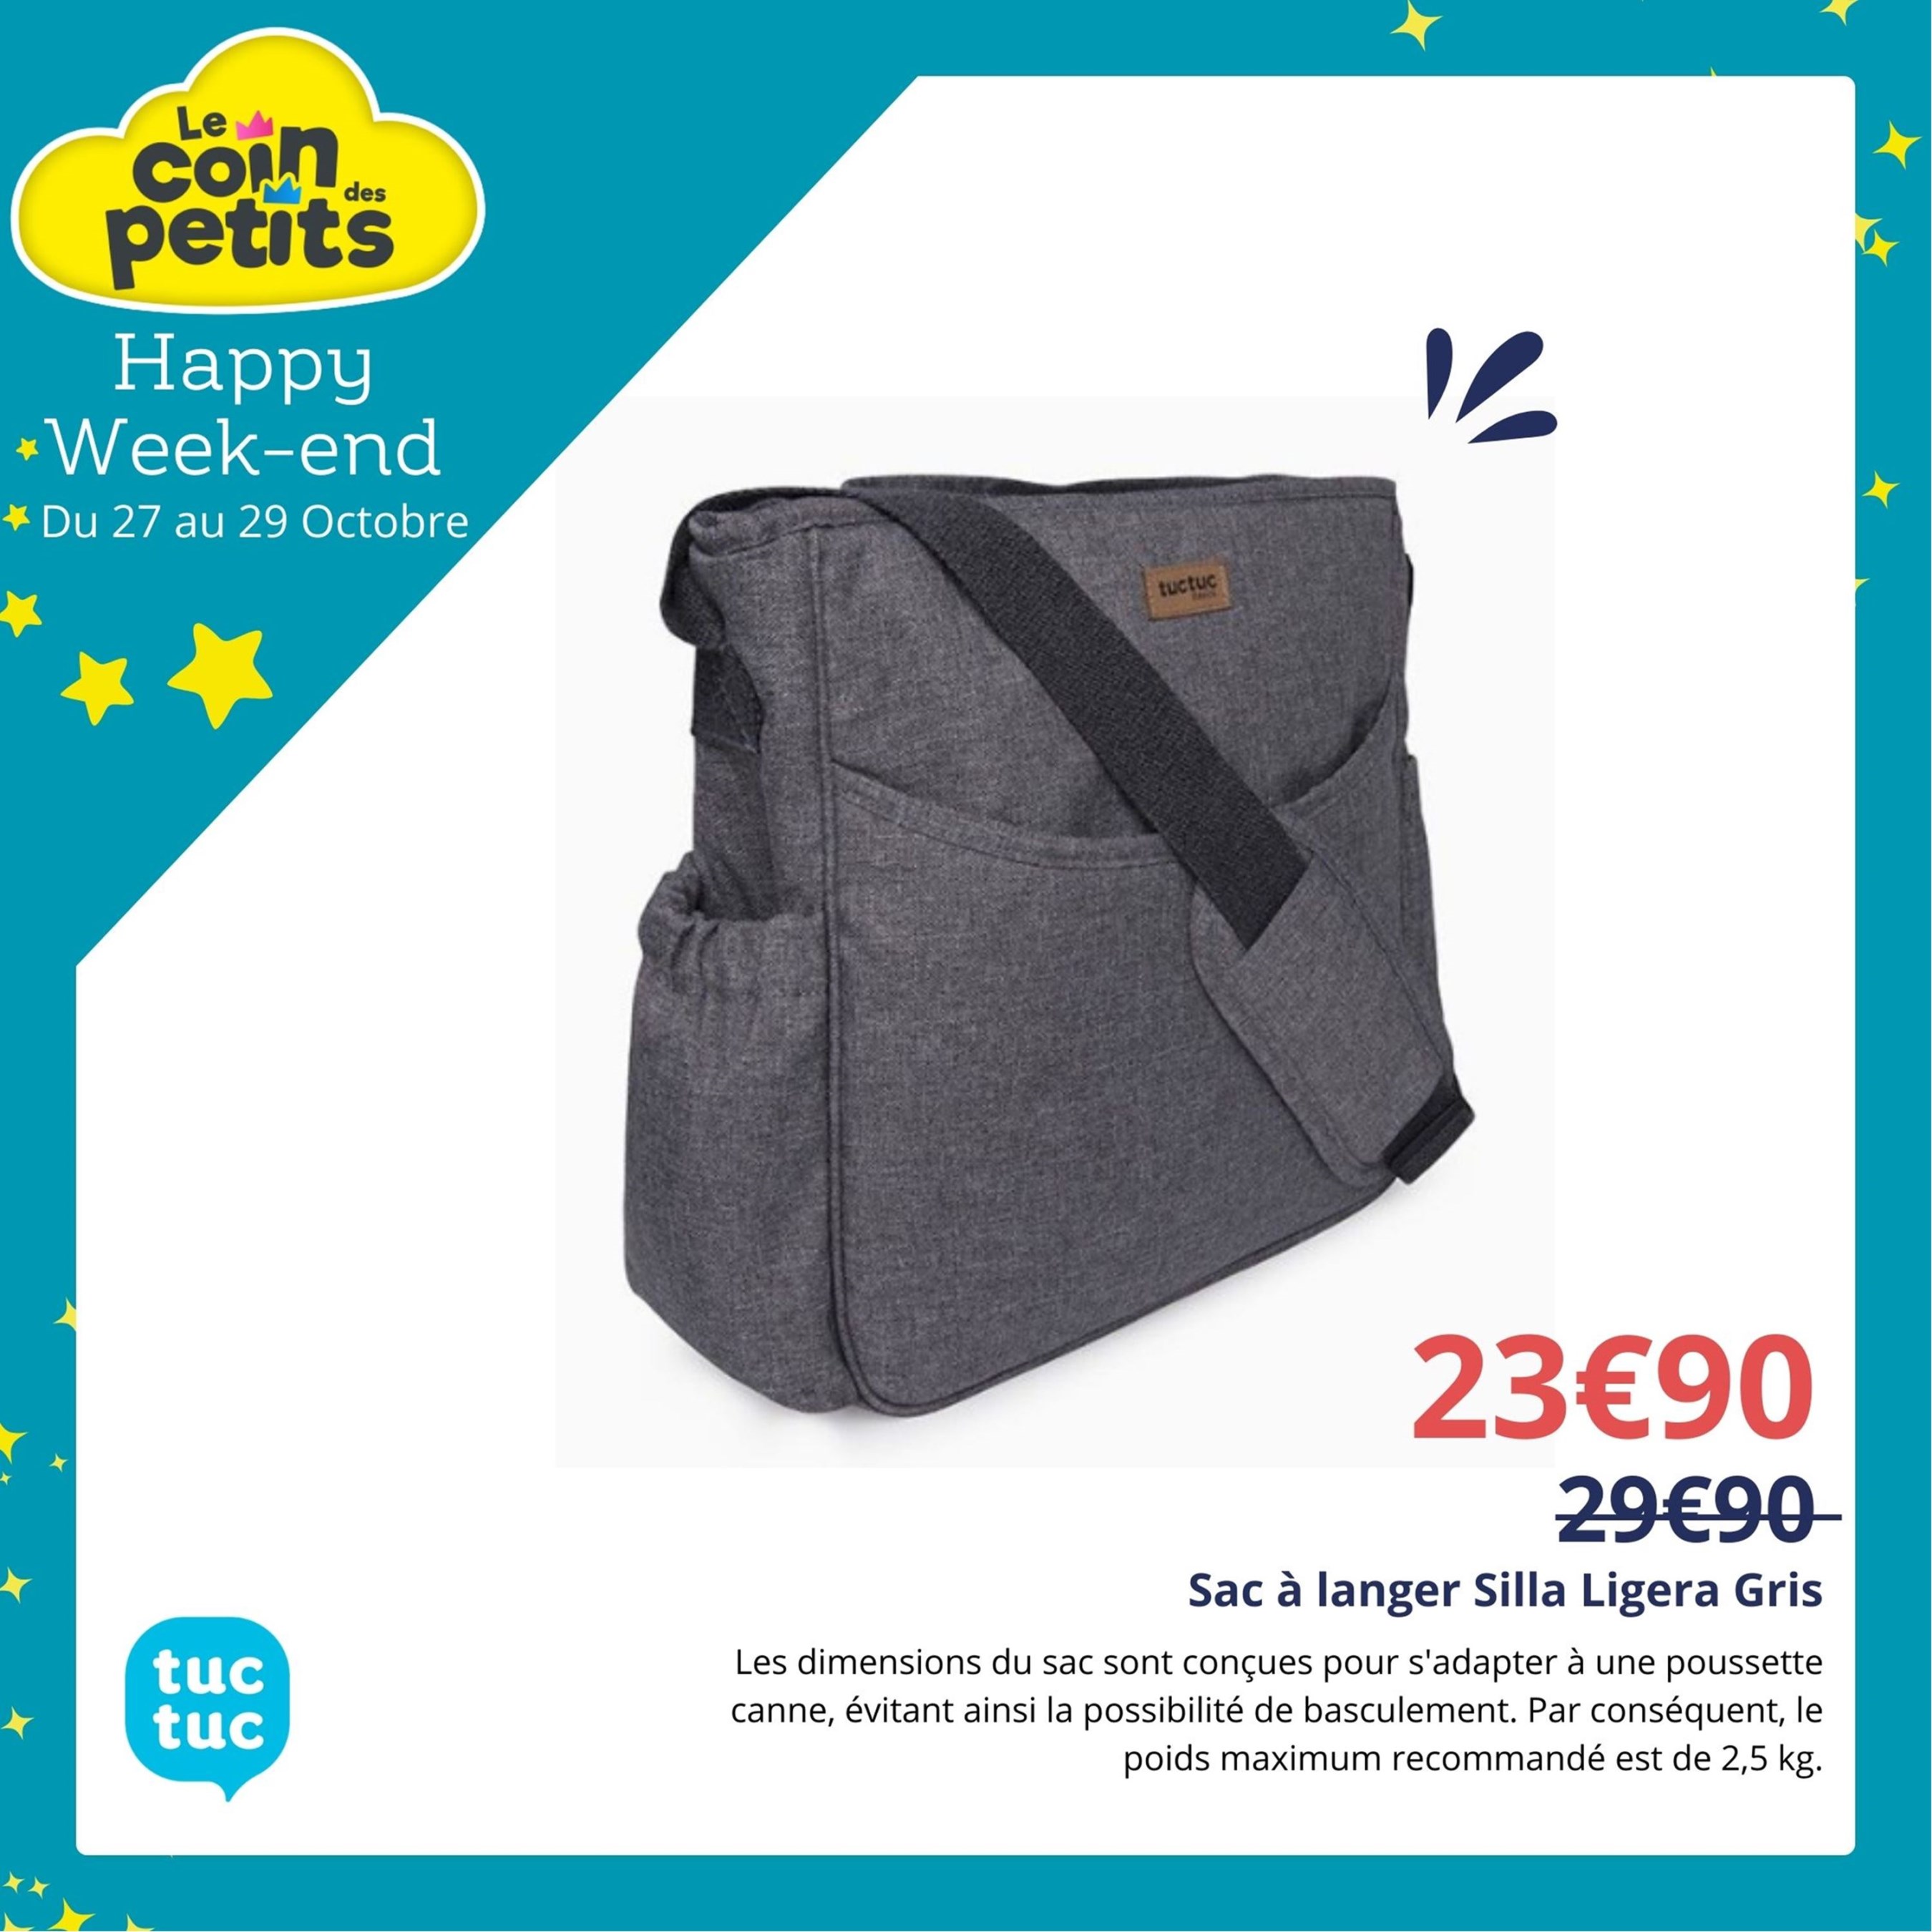 Le
coin
des
petits
Happy
Week-end
Du 27 au 29 Octobre
tuctuc
23€90
29€90
Sac à langer Silla Ligera Gris
Les dimensions du sac sont conçues pour s'adapter à une poussette
canne, évitant ainsi la possibilité de basculement. Par conséquent, le
poids maximum recommandé est de 2,5 kg.
tuc
tuc